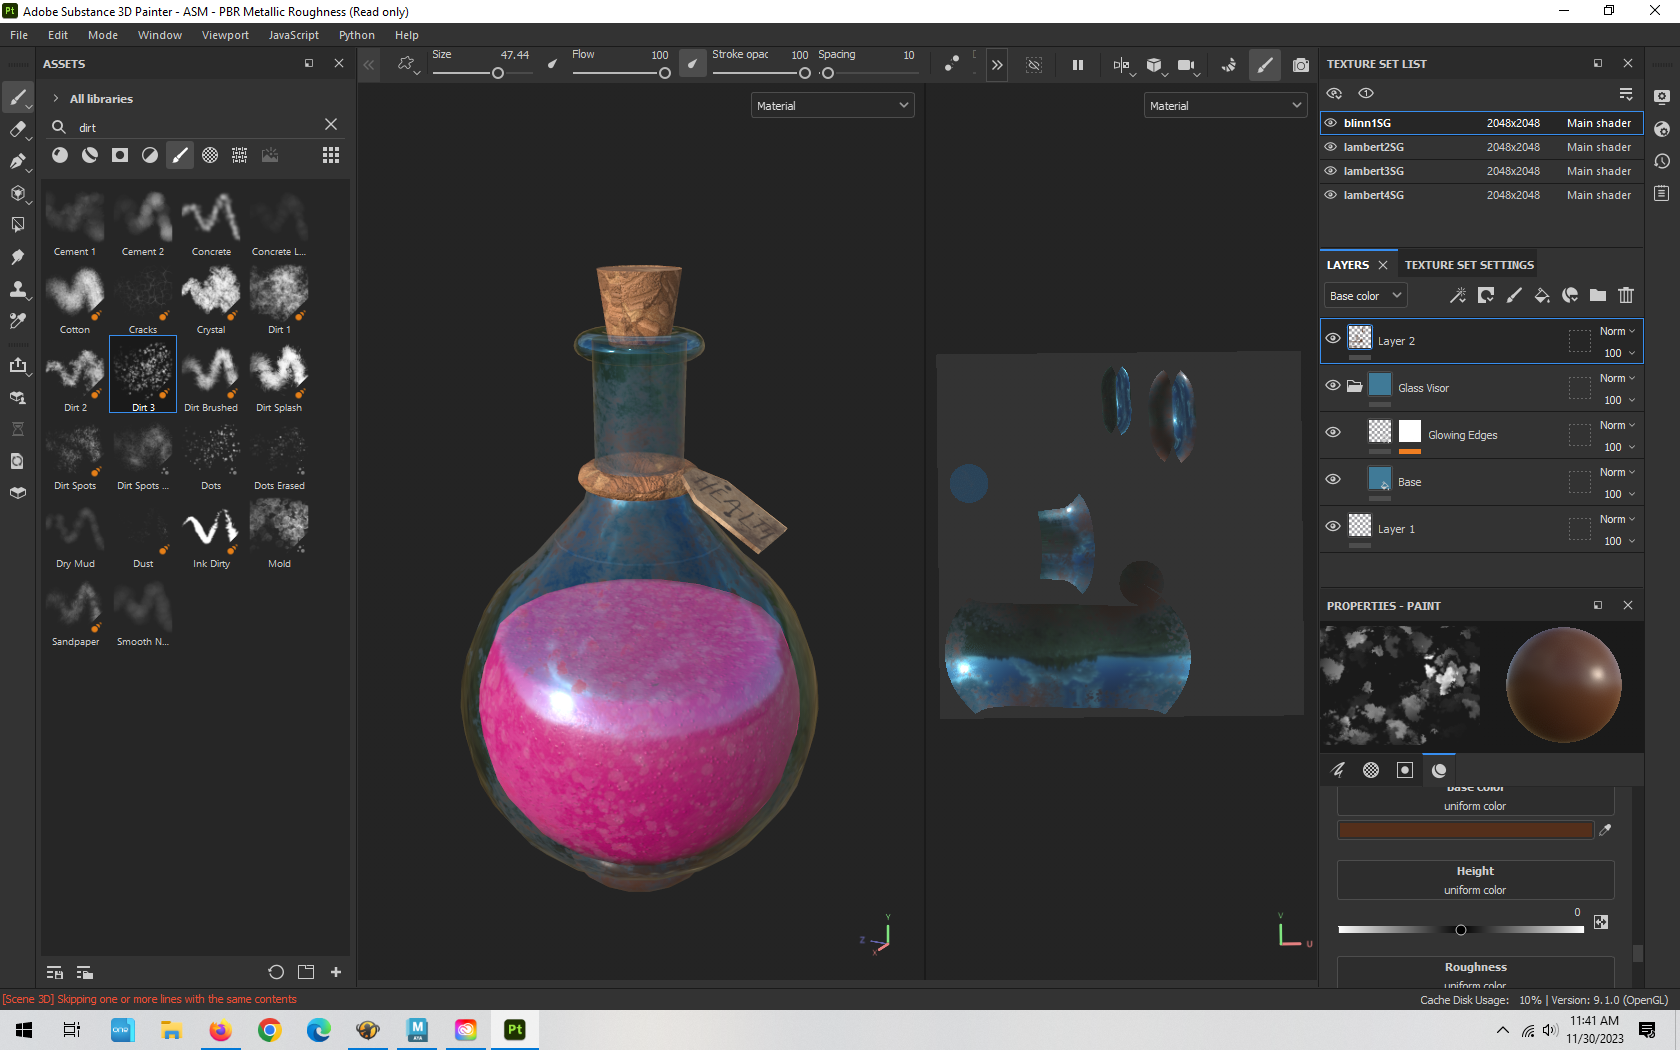 Pt Adobe Substance 3D Painter - ASM - PBR Metallic Roughness (Read only)
File Edit Mode Window Viewport JavaScript Python Help
ASSETS
All libraries
dirt
Cement 1 Cement 2 Concrete Concrete L...
Cotton Cracks Crystal Dirt 1
Dirt 2 Dirt 3 Dirt Brushed Dirt Splash
Dirt Spots Dirt Spots ... Dots Dots Erased
Dry Mud Dust Ink Dirty Mold
Sandpaper Smooth N...
Size 47.44 Flow 100 Stroke opac 100 Spacing 10
Material
Material
HEALTH
Y
Z
X
V
U
TEXTURE SET LIST
blinn1SG 2048x2048 Main shader
lambert2SG 2048x2048 Main shader
lambert3SG 2048x2048 Main shader
lambert4SG 2048x2048 Main shader
LAYERS TEXTURE SET SETTINGS
Base color
Layer 2 Norm 100
Glass Visor Norm 100
Glowing Edges Norm 100
Base Norm 100
Layer 1 Norm 100
PROPERTIES - PAINT
Base color
uniform color
Height
uniform color
0
Roughness
uniform color
[Scene 3D] Skipping one or more lines with the same contents
Cache Disk Usage: 10% | Version: 9.1.0 (OpenGL)
one
M
AYA
Pt
11:41 AM
11/30/2023